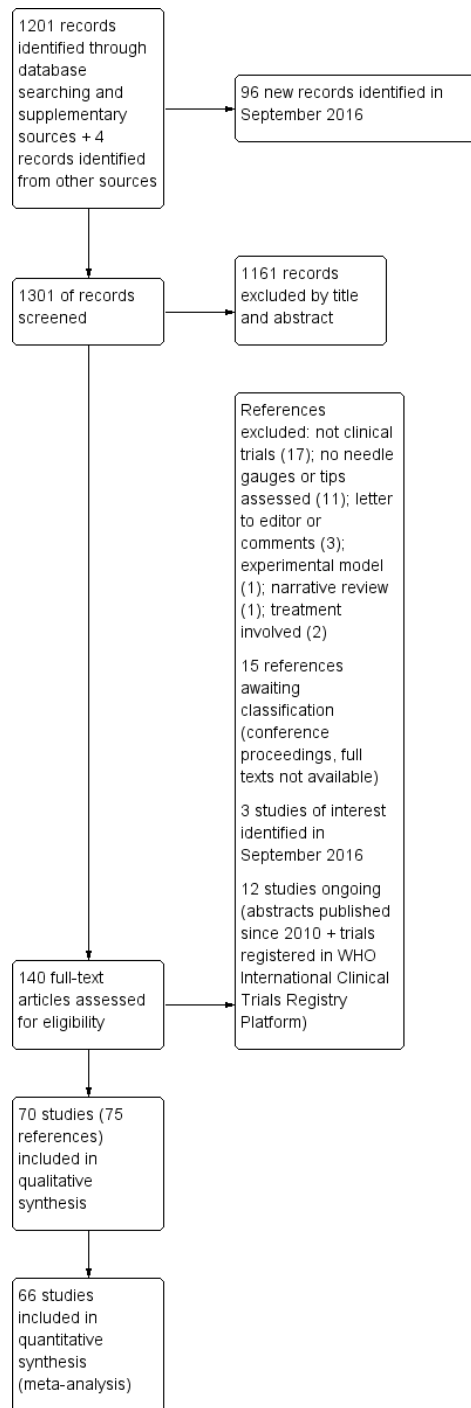 1201 records
identified through
database
searching and
supplementary
sources + 4
records identified
from other sources
96 new records identified in
September 2016
1301 of records
screened
1161 records
excluded by title
and abstract
References
excluded: not clinical
trials (17); no needle
gauges or tips
assessed (11); letter
to editor or
comments (3);
experimental model
(1); narrative review
(1); treatment
involved (2)
15 references
awaiting
classification
(conference
proceedings, full
texts not available)
3 studies of interest
identified in
September 2016
12 studies ongoing
(abstracts published
since 2010 + trials
registered in WHO
International Clinical
Trials Registry
Platform)
140 full-text
articles assessed
for eligibility
70 studies (75
references)
included in
qualitative
synthesis
66 studies
included in
quantitative
synthesis
(meta-analysis)